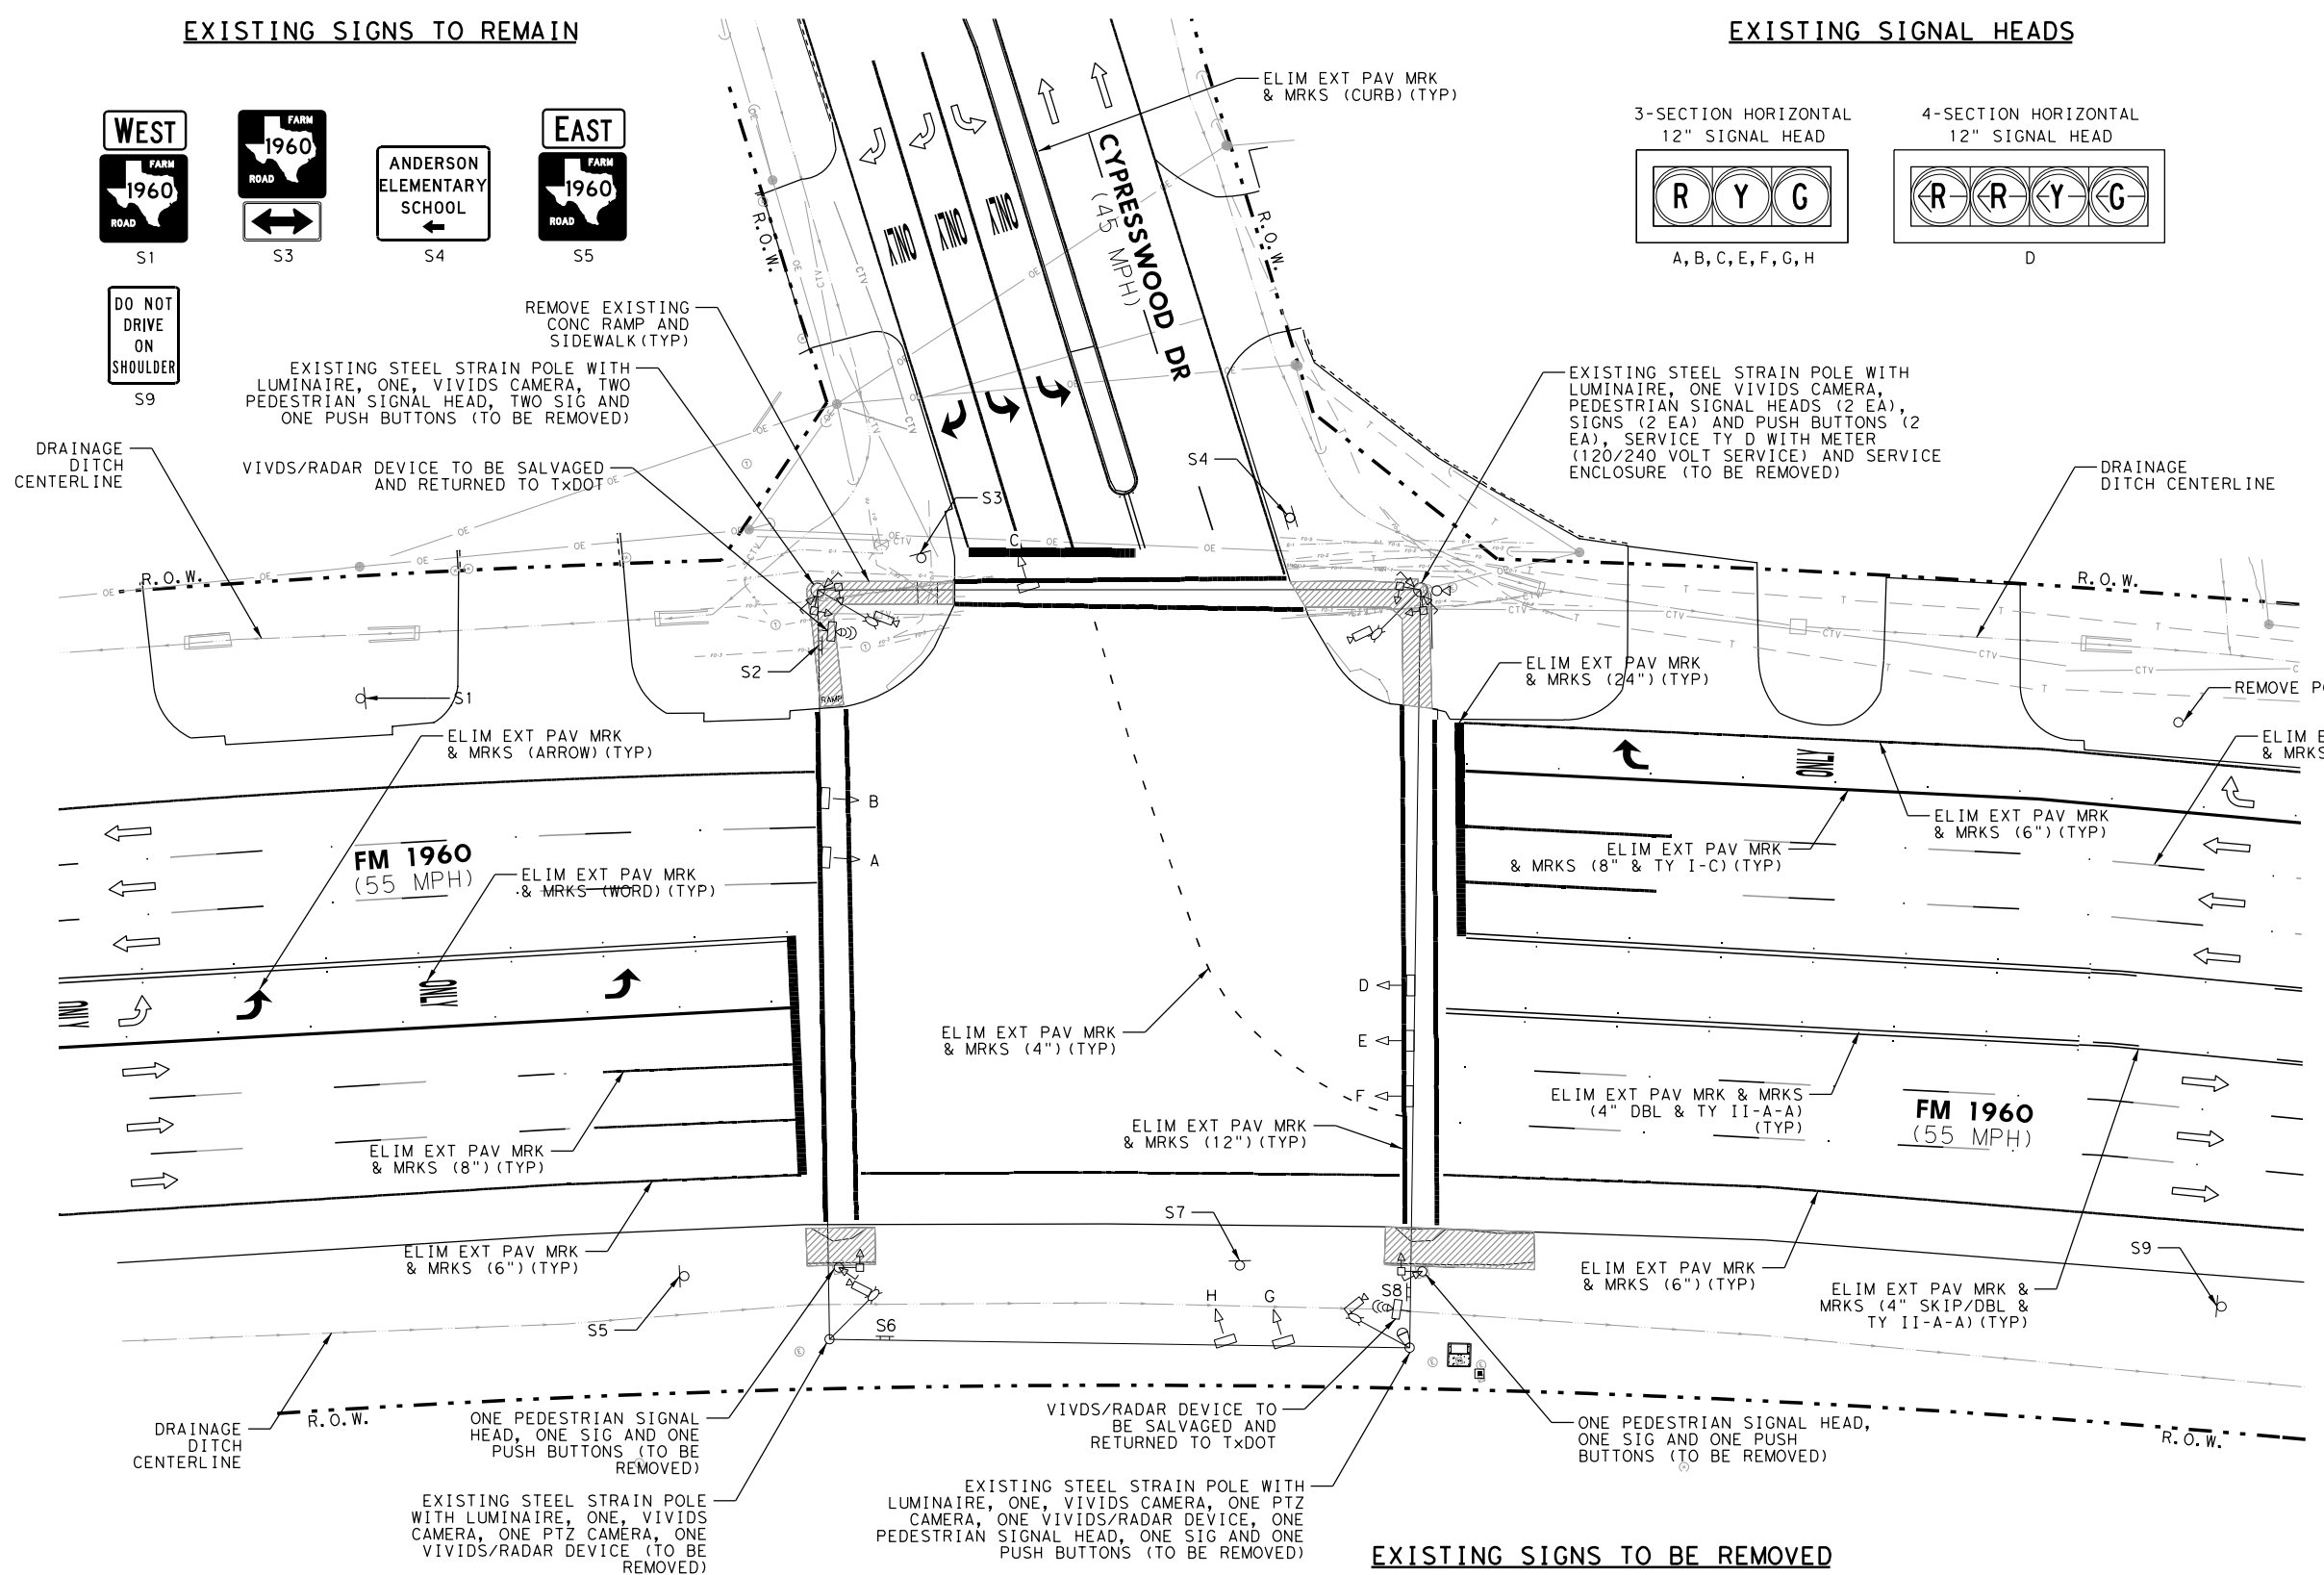 EXISTING SIGNS TO REMAIN
EXISTING SIGNAL HEADS
WEST
FARM
1960
ROAD
S1
FARM
1960
ROAD
S3
ANDERSON
ELEMENTARY
SCHOOL
S4
EAST
FARM
1960
ROAD
S5
DO NOT
DRIVE
ON
SHOULDER
S9
3-SECTION HORIZONTAL
12" SIGNAL HEAD
R Y G
A,B,C,E,F,G,H
4-SECTION HORIZONTAL
12" SIGNAL HEAD
R R Y G
D
ELIM EXT PAV MRK
& MRKS (CURB)(TYP)
CYPRESSWOOD DR
(45 MPH)
ONLY
ONLY
ONLY
R.O.W.
R.O.W.
REMOVE EXISTING
CONC RAMP AND
SIDEWALK(TYP)
EXISTING STEEL STRAIN POLE WITH
LUMINAIRE, ONE, VIVIDS CAMERA, TWO
PEDESTRIAN SIGNAL HEAD, TWO SIG AND
ONE PUSH BUTTONS (TO BE REMOVED)
VIVDS/RADAR DEVICE TO BE SALVAGED
AND RETURNED TO TxDOT
DRAINAGE
DITCH
CENTERLINE
EXISTING STEEL STRAIN POLE WITH
LUMINAIRE, ONE VIVIDS CAMERA,
PEDESTRIAN SIGNAL HEADS (2 EA),
SIGNS (2 EA) AND PUSH BUTTONS (2
EA), SERVICE TY D WITH METER
(120/240 VOLT SERVICE) AND SERVICE
ENCLOSURE (TO BE REMOVED)
DRAINAGE
DITCH CENTERLINE
S4
S3
C
R.O.W.
R.O.W.
S2
RAMP
S1
ELIM EXT PAV MRK
& MRKS (24")(TYP)
REMOVE P
ELIM EXT PAV MRK
& MRKS (ARROW)(TYP)
ELIM E
& MRKS
ONLY
B
A
FM 1960
(55 MPH)
ELIM EXT PAV MRK
& MRKS (WORD)(TYP)
ELIM EXT PAV MRK
& MRKS (6")(TYP)
ELIM EXT PAV MRK
& MRKS (8" & TY I-C)(TYP)
ONLY
ONLY
D
E
F
ELIM EXT PAV MRK
& MRKS (4")(TYP)
ELIM EXT PAV MRK & MRKS
(4" DBL & TY II-A-A)
(TYP)
FM 1960
(55 MPH)
ELIM EXT PAV MRK
& MRKS (12")(TYP)
ELIM EXT PAV MRK
& MRKS (8")(TYP)
S7
ELIM EXT PAV MRK
& MRKS (6")(TYP)
S9
ELIM EXT PAV MRK
& MRKS (6")(TYP)
ELIM EXT PAV MRK &
MRKS (4" SKIP/DBL &
TY II-A-A)(TYP)
S5
S6
H
G
S8
R.O.W.
R.O.W.
DRAINAGE
DITCH
CENTERLINE
ONE PEDESTRIAN SIGNAL
HEAD, ONE SIG AND ONE
PUSH BUTTONS (TO BE
REMOVED)
VIVDS/RADAR DEVICE TO
BE SALVAGED AND
RETURNED TO TxDOT
ONE PEDESTRIAN SIGNAL HEAD,
ONE SIG AND ONE PUSH
BUTTONS (TO BE REMOVED)
EXISTING STEEL STRAIN POLE
WITH LUMINAIRE, ONE, VIVIDS
CAMERA, ONE PTZ CAMERA, ONE
VIVIDS/RADAR DEVICE (TO BE
REMOVED)
EXISTING STEEL STRAIN POLE WITH
LUMINAIRE, ONE, VIVIDS CAMERA, ONE PTZ
CAMERA, ONE VIVIDS/RADAR DEVICE, ONE
PEDESTRIAN SIGNAL HEAD, ONE SIG AND ONE
PUSH BUTTONS (TO BE REMOVED)
EXISTING SIGNS TO BE REMOVED